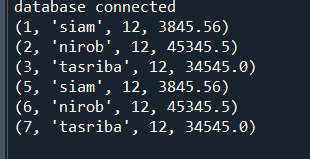 database connected
(1, 'siam', 12, 3845.56)
(2, 'nirob', 12, 45345.5)
(3, 'tasriba', 12, 34545.0)
(5, 'siam', 12, 3845.56)
(6, 'nirob', 12, 45345.5)
(7, 'tasriba', 12, 34545.0)